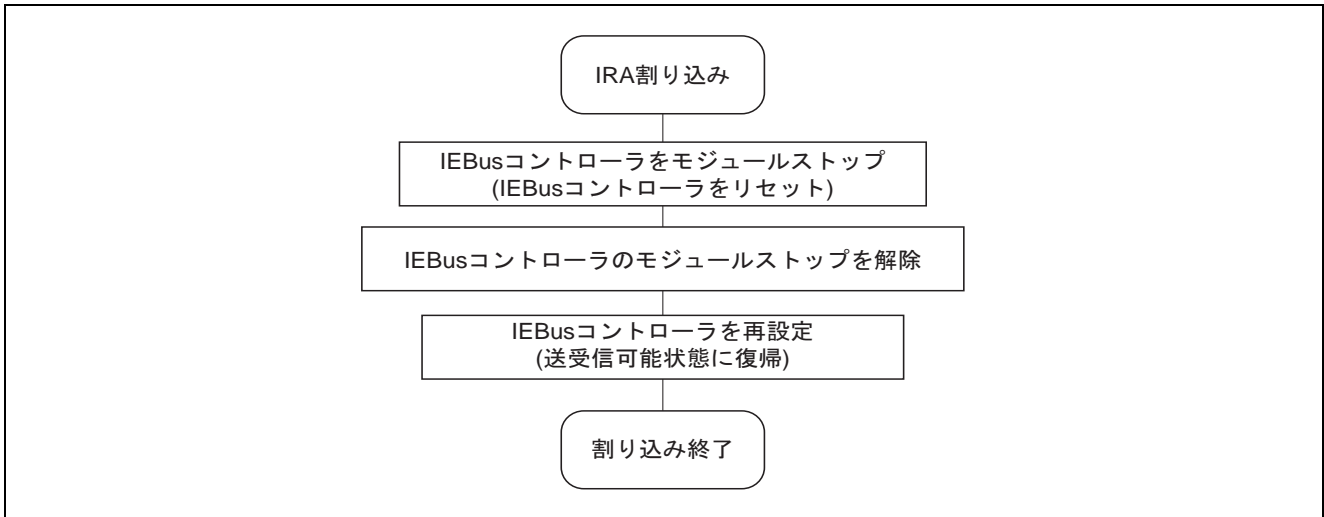 IRA割り込み
IEBusコントローラをモジュールストップ
(IEBusコントローラをリセット)
IEBusコントローラのモジュールストップを解除
IEBusコントローラを再設定
(送受信可能状態に復帰)
割り込み終了